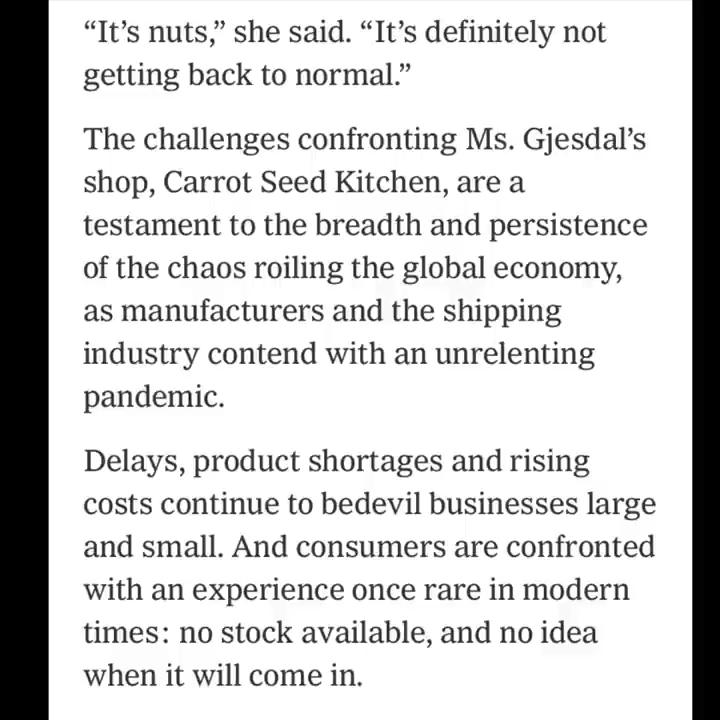 “It’s nuts,” she said. “It’s definitely not
getting back to normal.”
The challenges confronting Ms. Gjesdal’s
shop, Carrot Seed Kitchen, are a
testament to the breadth and persistence
of the chaos roiling the global economy,
as manufacturers and the shipping
industry contend with an unrelenting
pandemic.
Delays, product shortages and rising
costs continue to bedevil businesses large
and small. And consumers are confronted
with an experience once rare in modern
times: no stock available, and no idea
when it will come in.